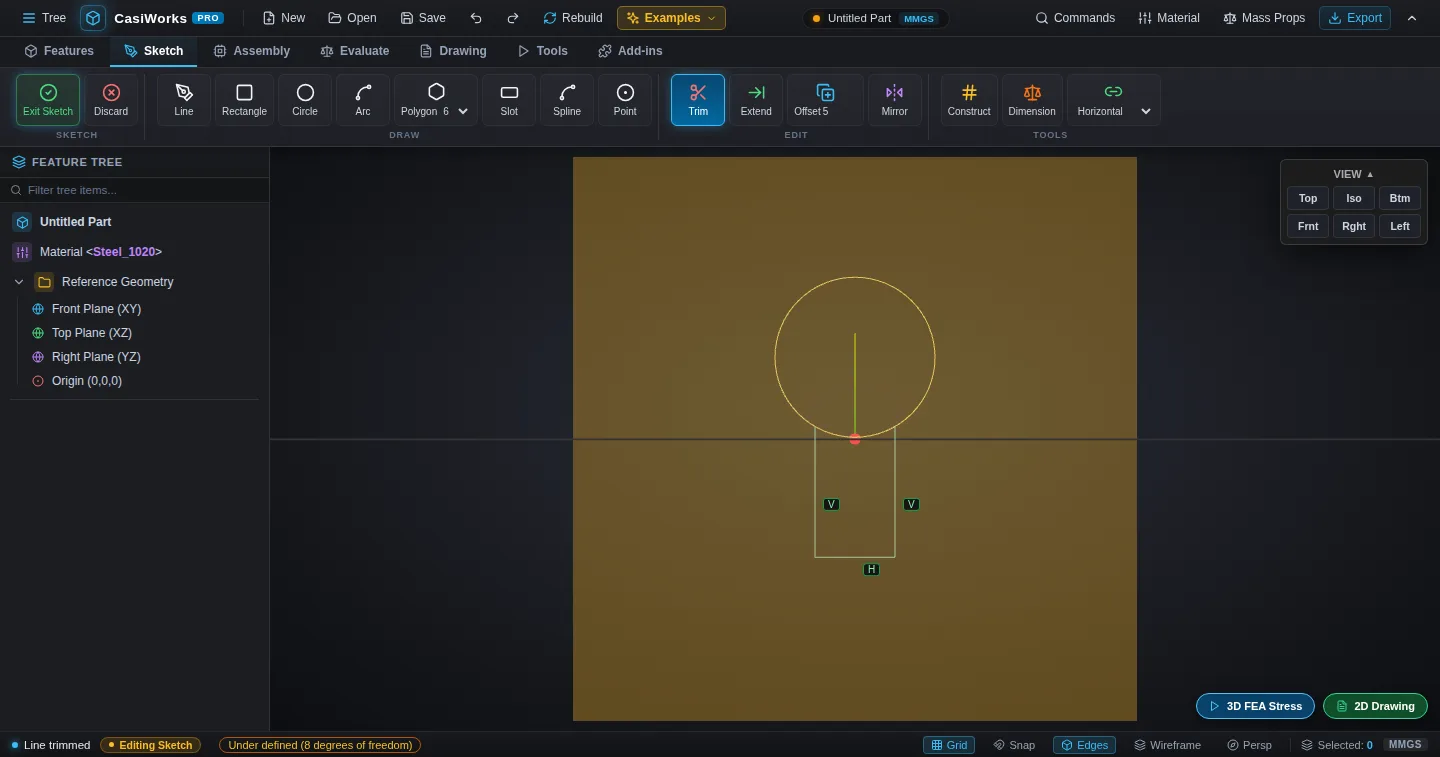 Tree CasiWorks PRO New Open Save Rebuild Examples Untitled Part MMGS Commands Material Mass Props Export
Features Sketch Assembly Evaluate Drawing Tools Add-ins
Exit Sketch Discard Line Rectangle Circle Arc Polygon 6 Slot Spline Point Trim Extend Offset 5 Mirror Construct Dimension Horizontal
SKETCH DRAW EDIT TOOLS
FEATURE TREE
Filter tree items...
Untitled Part
Material <Steel_1020>
Reference Geometry
Front Plane (XY)
Top Plane (XZ)
Right Plane (YZ)
Origin (0,0,0)
VIEW ▲
Top Iso Btm
Frnt Rght Left
V V
H
3D FEA Stress 2D Drawing
Line trimmed Editing Sketch Under defined (8 degrees of freedom) Grid Snap Edges Wireframe Persp Selected: 0 MMGS